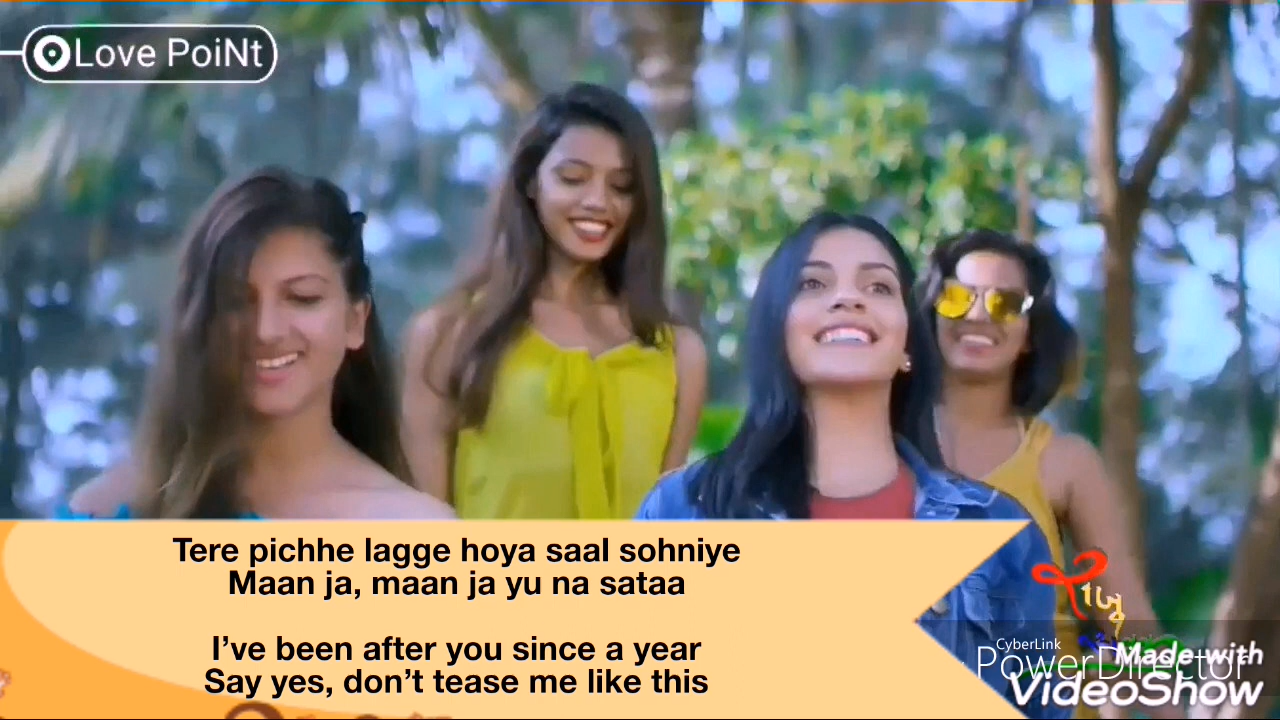 Love PoiNt
Tere pichhe lagge hoya saal sohniye
Maan ja, maan ja yu na sataa
I’ve been after you since a year
Say yes, don’t tease me like this
CyberLink
PowerDirector
Made with
VideoShow